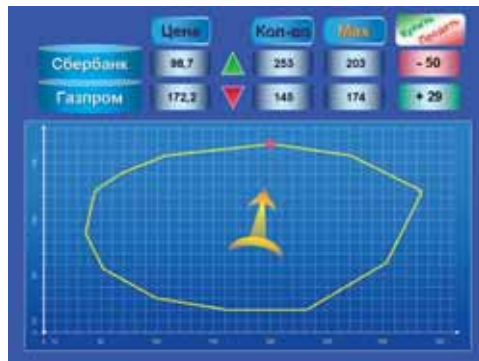 Цена Кол-во Max Купить Продать
Сбербанк 98,7 253 203 - 50
Газпром 172,2 145 174 + 29